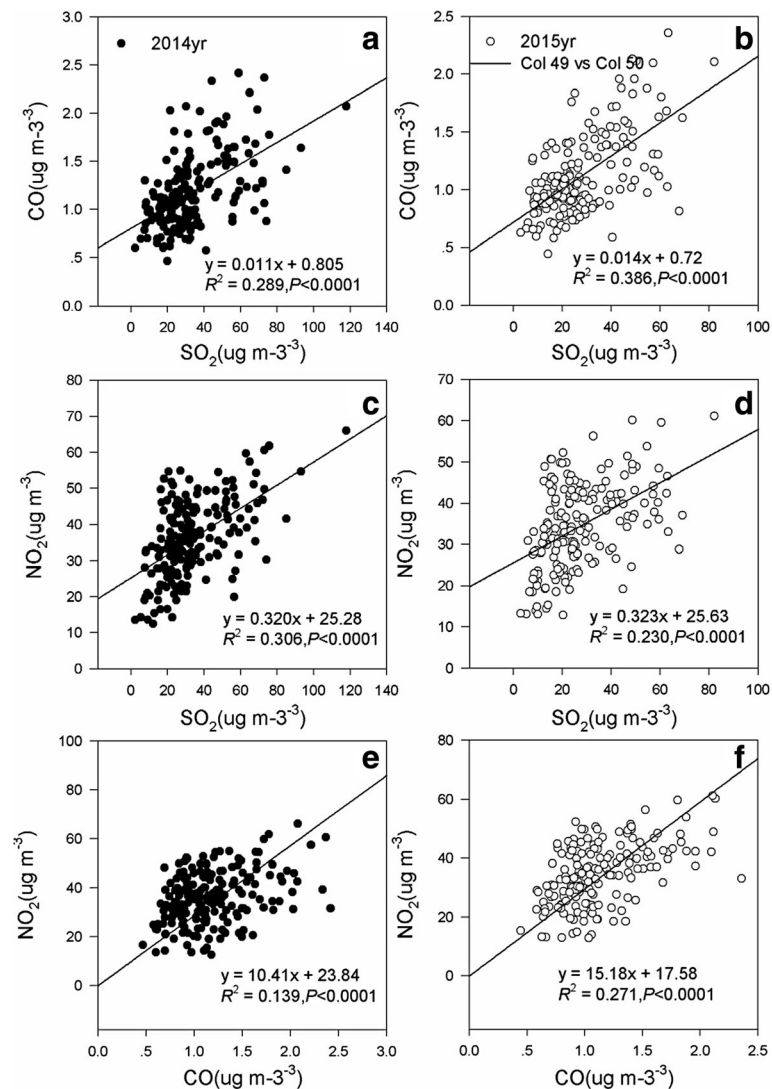 a
2014yr
3.0
2.5
2.0
1.5
1.0
.5
0.0
CO(ug m-3⁻³)
y = 0.011x + 0.805
R² = 0.289,P<0.0001
0 20 40 60 80 100 120 140
SO₂(ug m-3⁻³)
b
2015yr
Col 49 vs Col 50
2.5
2.0
1.5
1.0
.5
0.0
CO(ug m-3⁻³)
y = 0.014x + 0.72
R² = 0.386,P<0.0001
0 20 40 60 80 100
SO₂(ug m-3⁻³)
c
80
70
60
50
40
30
20
10
0
NO₂(ug m⁻³)
y = 0.320x + 25.28
R² = 0.306,P<0.0001
0 20 40 60 80 100 120 140
SO₂(ug m-3⁻³)
d
70
60
50
40
30
20
10
0
NO₂(ug m⁻³)
y = 0.323x + 25.63
R² = 0.230,P<0.0001
0 20 40 60 80 100
SO₂(ug m-3⁻³)
e
100
80
60
40
20
0
NO₂(ug m⁻³)
y = 10.41x + 23.84
R² = 0.139,P<0.0001
0.0 .5 1.0 1.5 2.0 2.5 3.0
CO(ug m-3⁻³)
f
80
60
40
20
0
NO₂(ug m⁻³)
y = 15.18x + 17.58
R² = 0.271,P<0.0001
0.0 .5 1.0 1.5 2.0 2.5
CO(ug m-3⁻³)